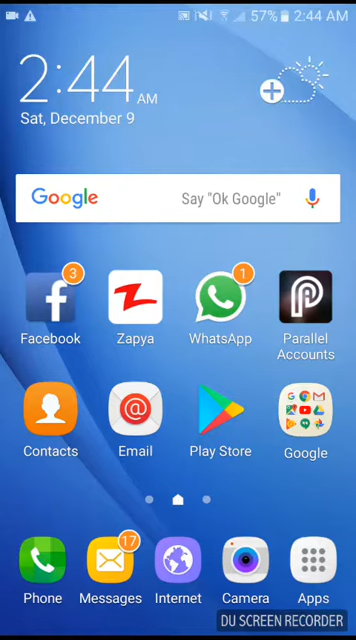 57% 2:44 AM
2:44 AM
Sat, December 9
Google Say "Ok Google"
3 1
Facebook Zapya WhatsApp Parallel Accounts
Contacts Email Play Store Google
17
Phone Messages Internet Camera Apps
DU SCREEN RECORDER